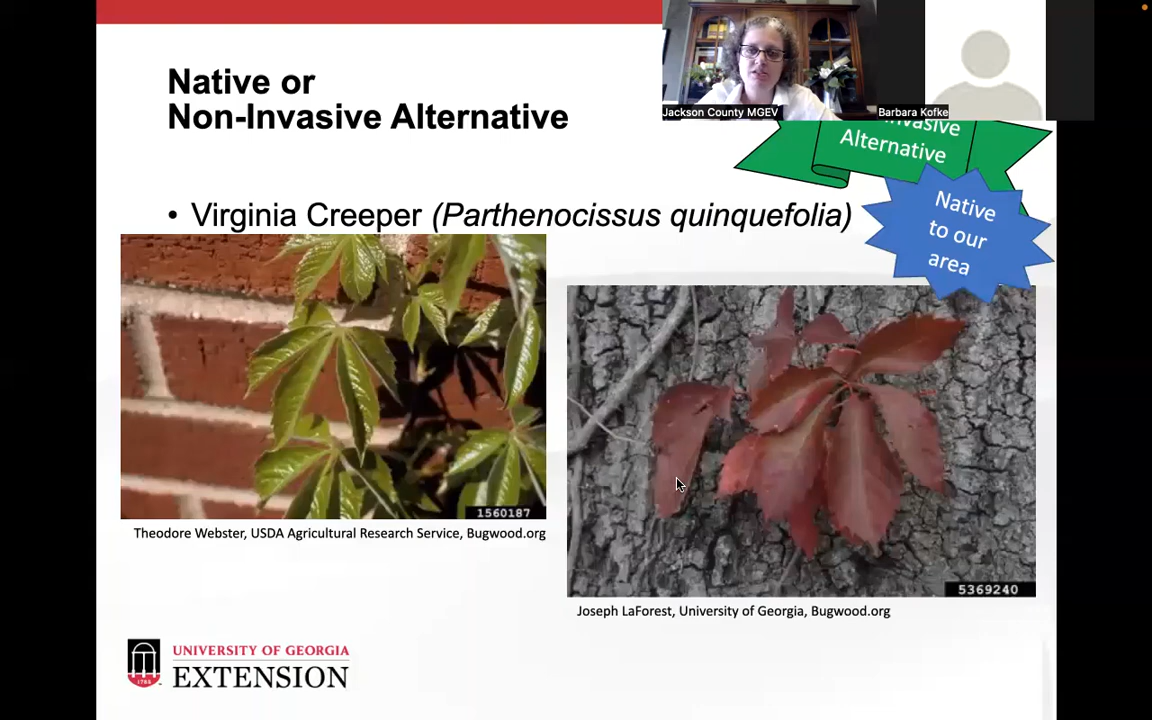 Native or
Non-Invasive Alternative
Jackson County MGEV
Barbara Kofke
Alternative
Native
to our
area
• Virginia Creeper (Parthenocissus quinquefolia)
1560187
Theodore Webster, USDA Agricultural Research Service, Bugwood.org
5369240
Joseph LaForest, University of Georgia, Bugwood.org
UNIVERSITY OF GEORGIA
EXTENSION
1785